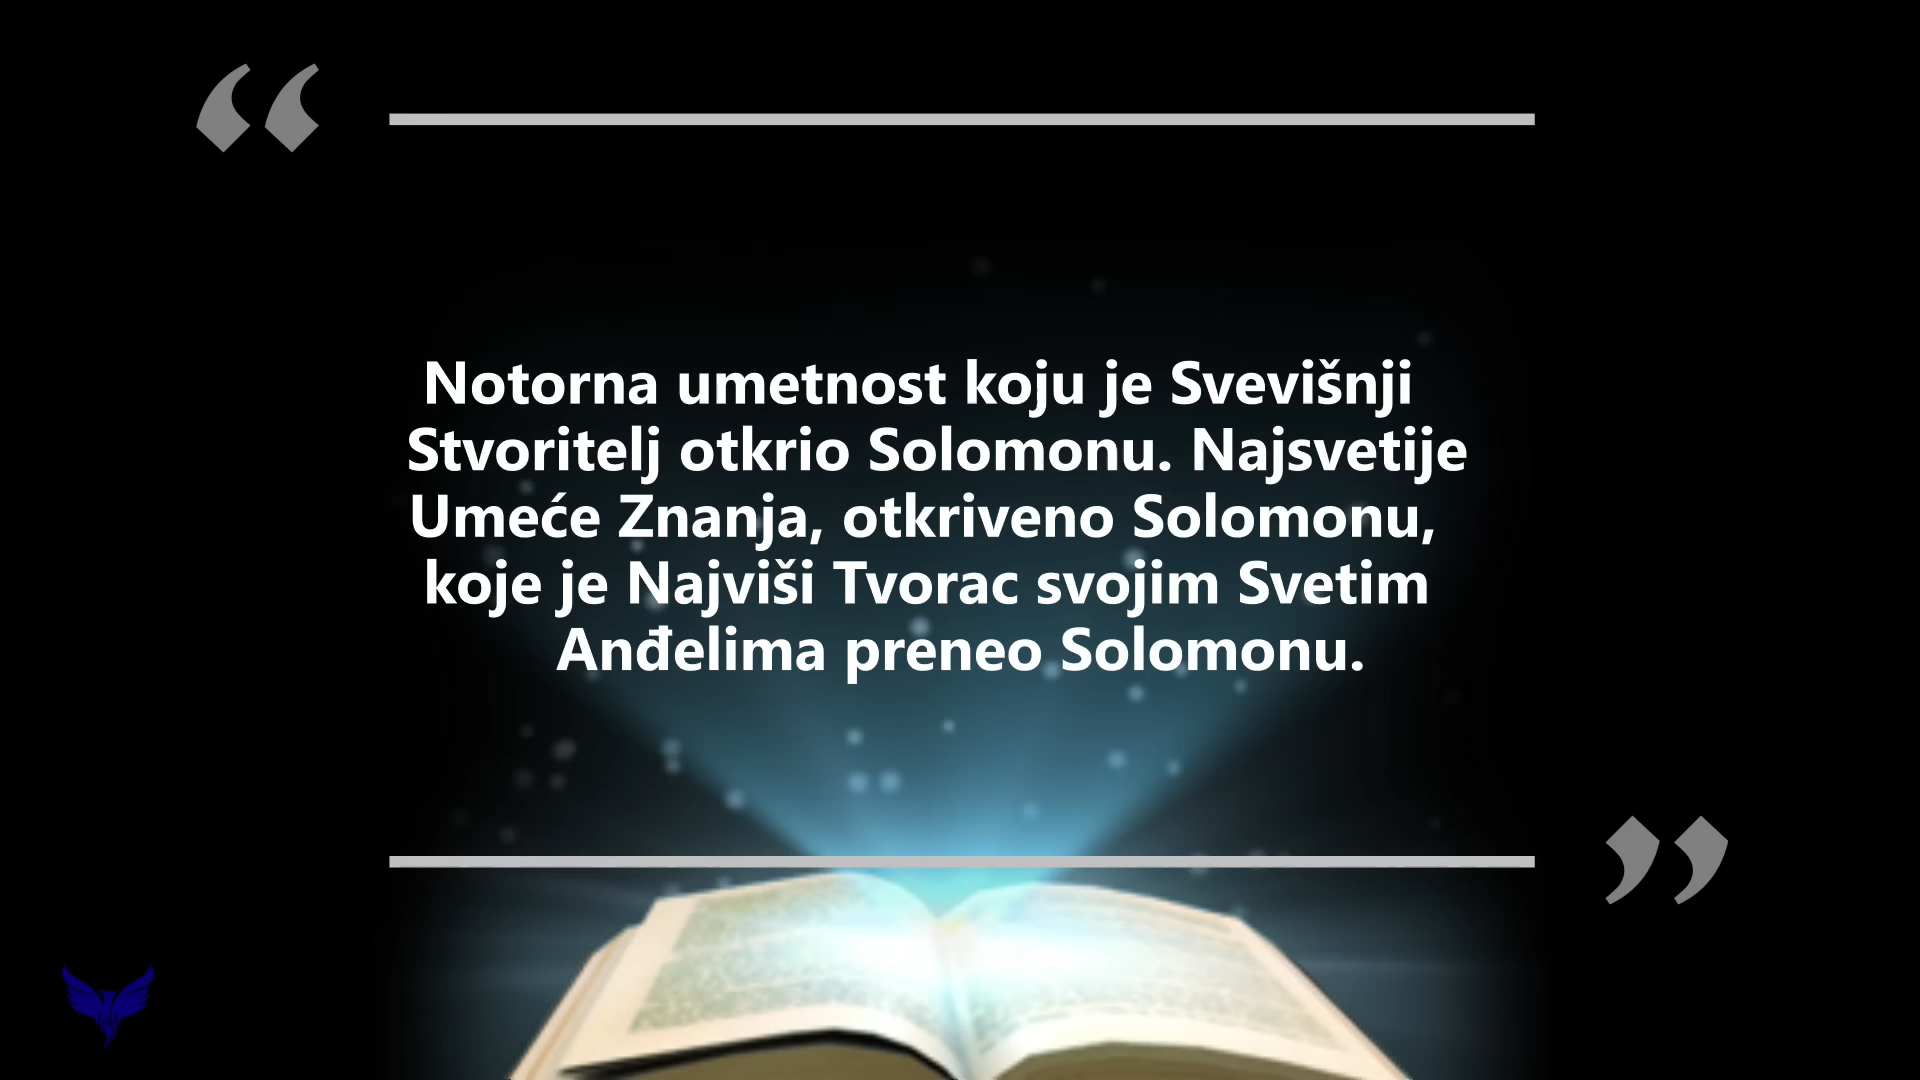 “
Notorna umetnost koju je Svevišnji
Stvoritelj otkrio Solomonu. Najsvetije
Umeće Znanja, otkriveno Solomonu,
koje je Najviši Tvorac svojim Svetim
Anđelima preneo Solomonu.
”